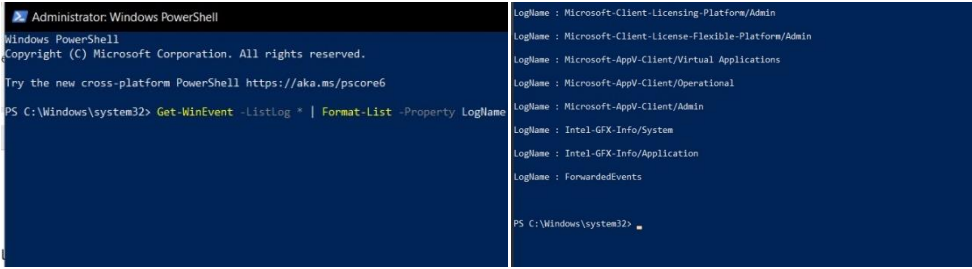 Administrator: Windows PowerShell
Windows PowerShell
Copyright (C) Microsoft Corporation. All rights reserved.
Try the new cross-platform PowerShell https://aka.ms/pscore6
PS C:\Windows\system32> Get-WinEvent -ListLog * | Format-List -Property LogName
LogName : Microsoft-Client-Licensing-Platform/Admin
LogName : Microsoft-Client-License-Flexible-Platform/Admin
LogName : Microsoft-AppV-Client/Virtual Applications
LogName : Microsoft-AppV-Client/Operational
LogName : Microsoft-AppV-Client/Admin
LogName : Intel-GFX-Info/System
LogName : Intel-GFX-Info/Application
LogName : ForwardedEvents
PS C:\Windows\system32>